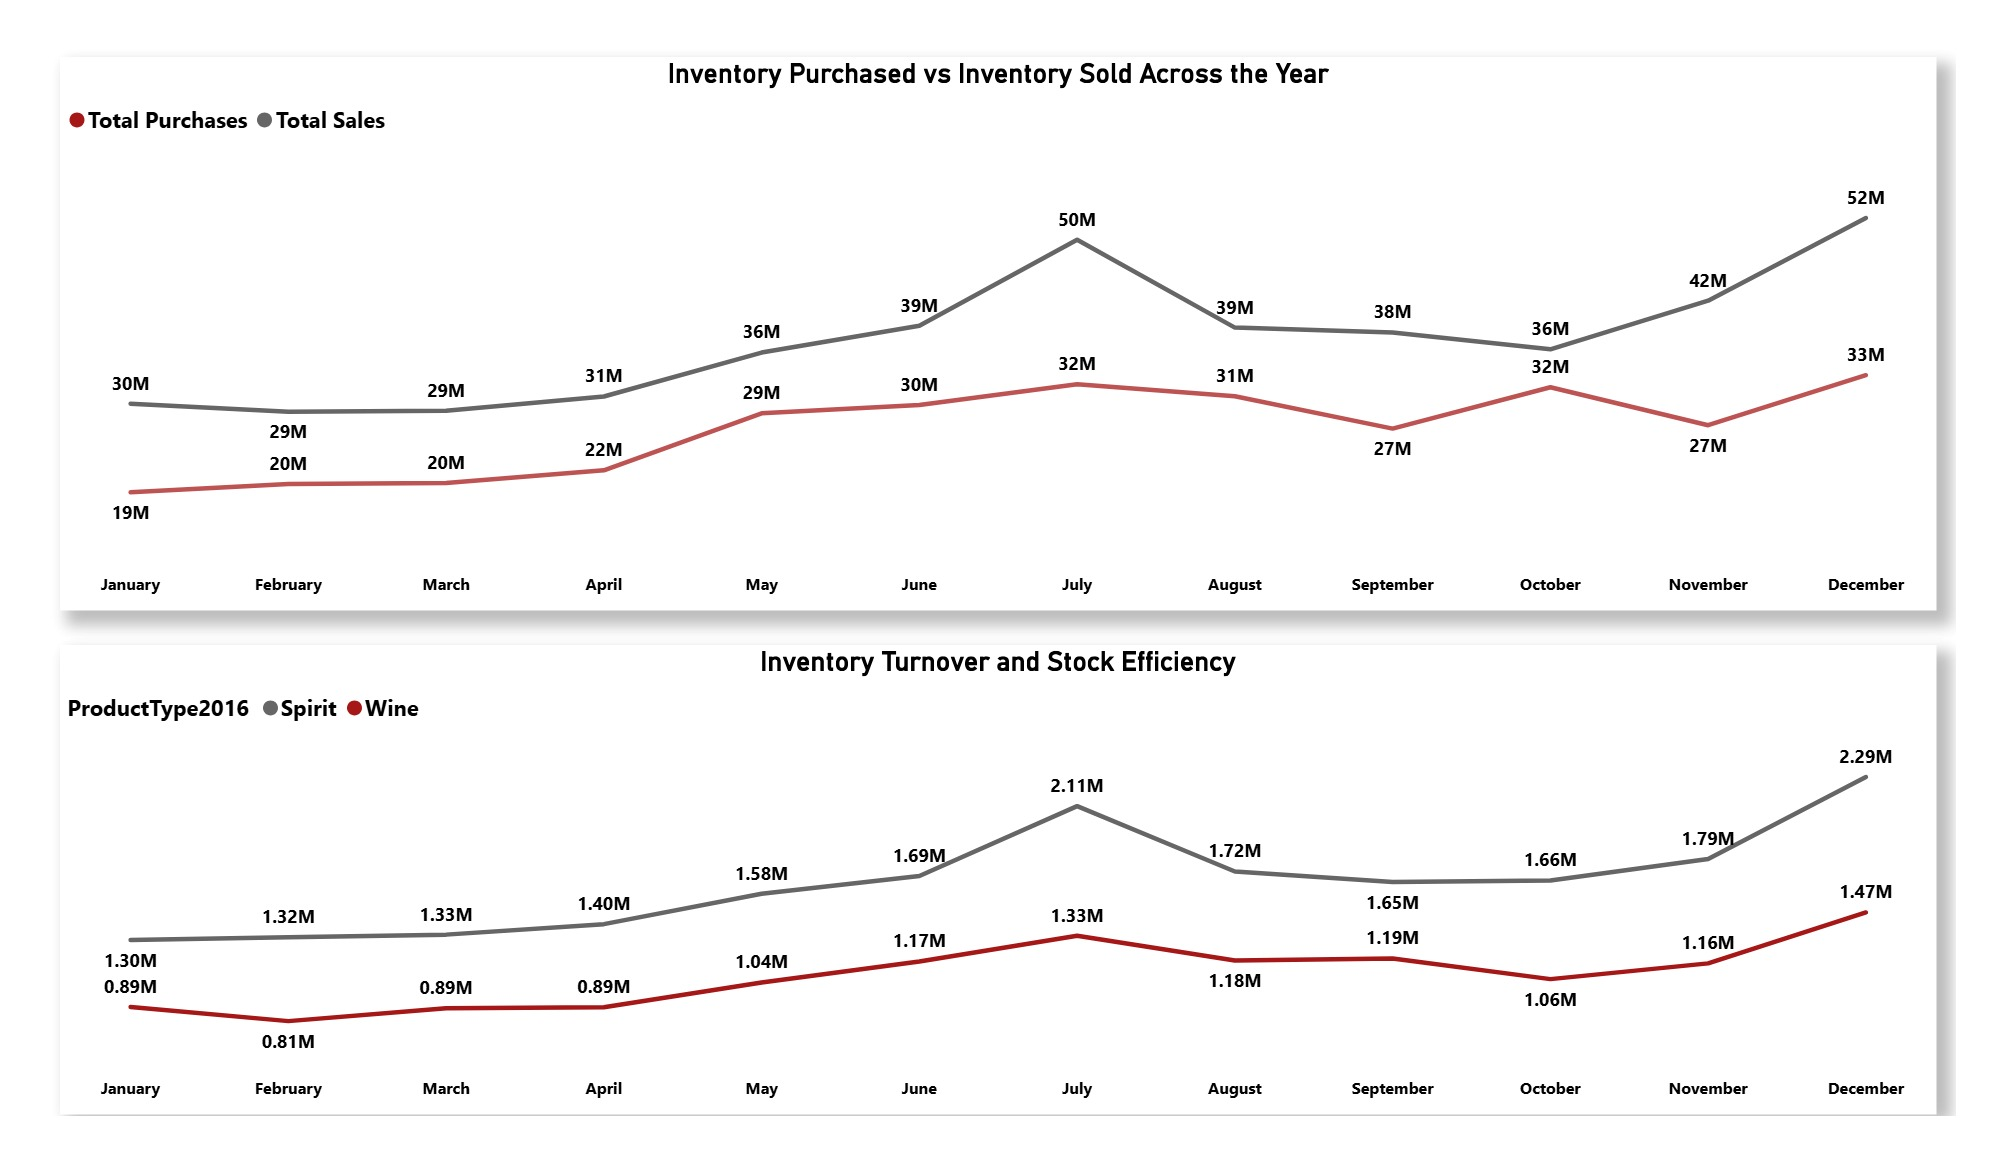 Inventory Purchased vs Inventory Sold Across the Year
Total Purchases Total Sales
52M
50M
42M
39M 39M
38M
36M 36M
33M
32M 32M
31M 31M
30M 30M
29M 29M
29M
27M 27M
22M
20M 20M
19M
January February March April May June July August September October November December
Inventory Turnover and Stock Efficiency
ProductType2016 Spirit Wine
2.29M
2.11M
1.79M
1.72M
1.69M 1.66M
1.58M
1.47M
1.40M 1.65M
1.32M 1.33M 1.33M
1.17M 1.19M 1.16M
1.30M 1.04M
0.89M 0.89M 0.89M 1.18M
1.06M
0.81M
January February March April May June July August September October November December